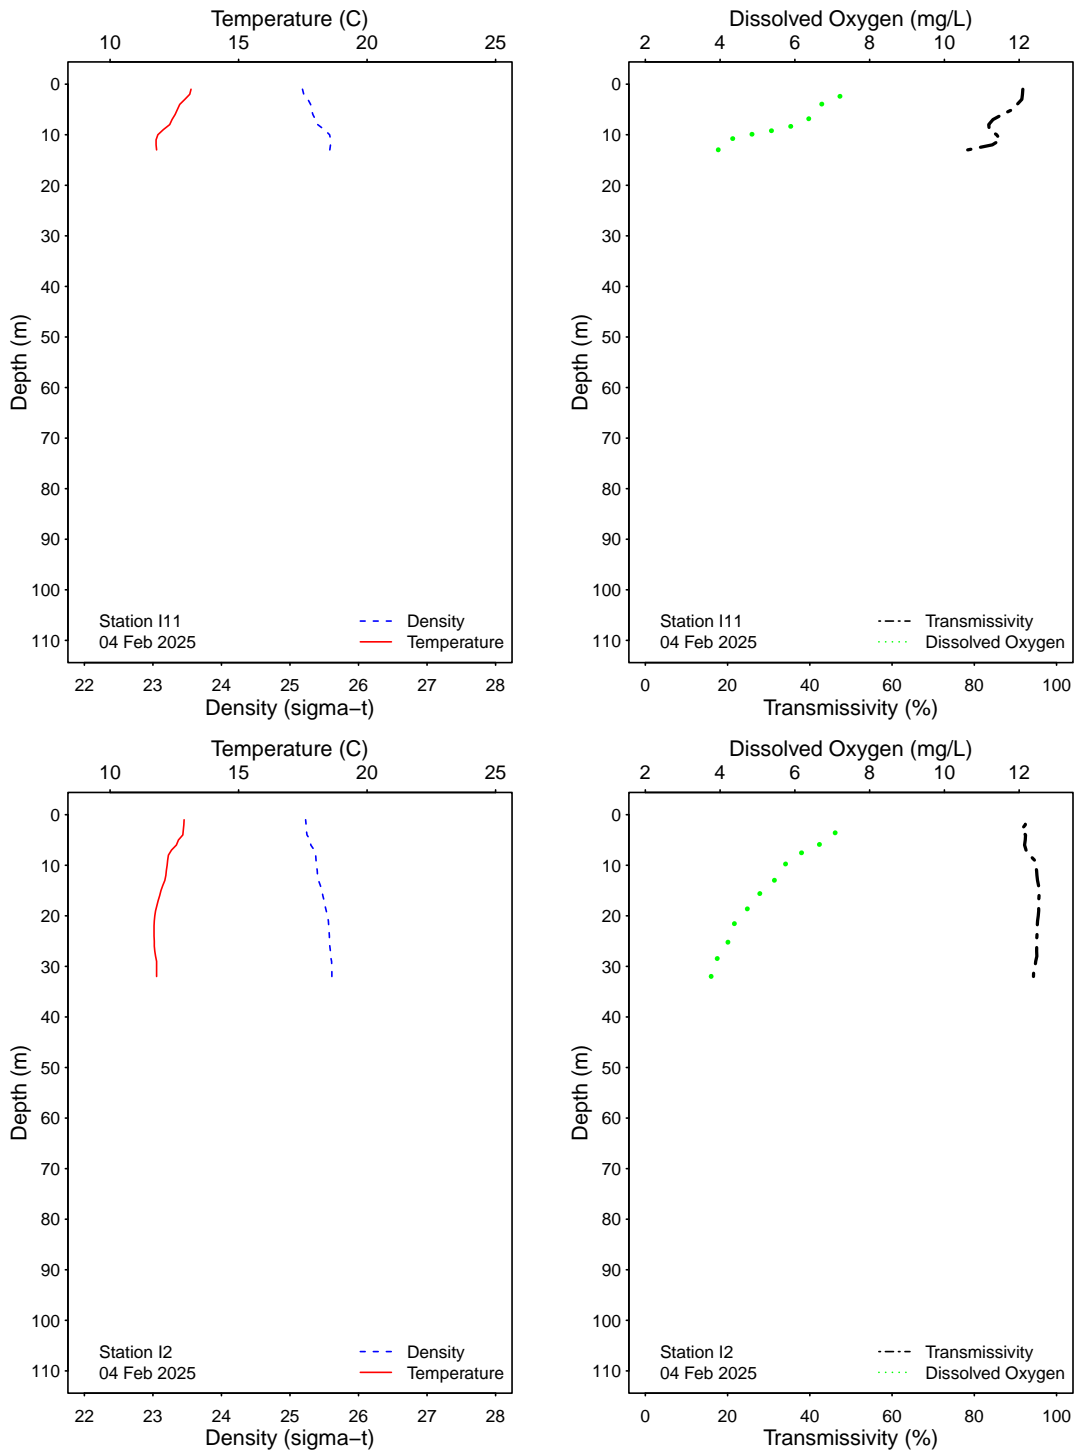 Temperature (C)
10 15 20 25
0
10
20
30
40
50
60
70
80
90
100
110
Depth (m)
Station I11
04 Feb 2025
Density
Temperature
22 23 24 25 26 27 28
Density (sigma−t)
Dissolved Oxygen (mg/L)
2 4 6 8 10 12
0
10
20
30
40
50
60
70
80
90
100
110
Depth (m)
Station I11
04 Feb 2025
Transmissivity
Dissolved Oxygen
0 20 40 60 80 100
Transmissivity (%)
Temperature (C)
10 15 20 25
0
10
20
30
40
50
60
70
80
90
100
110
Depth (m)
Station I2
04 Feb 2025
Density
Temperature
22 23 24 25 26 27 28
Density (sigma−t)
Dissolved Oxygen (mg/L)
2 4 6 8 10 12
0
10
20
30
40
50
60
70
80
90
100
110
Depth (m)
Station I2
04 Feb 2025
Transmissivity
Dissolved Oxygen
0 20 40 60 80 100
Transmissivity (%)